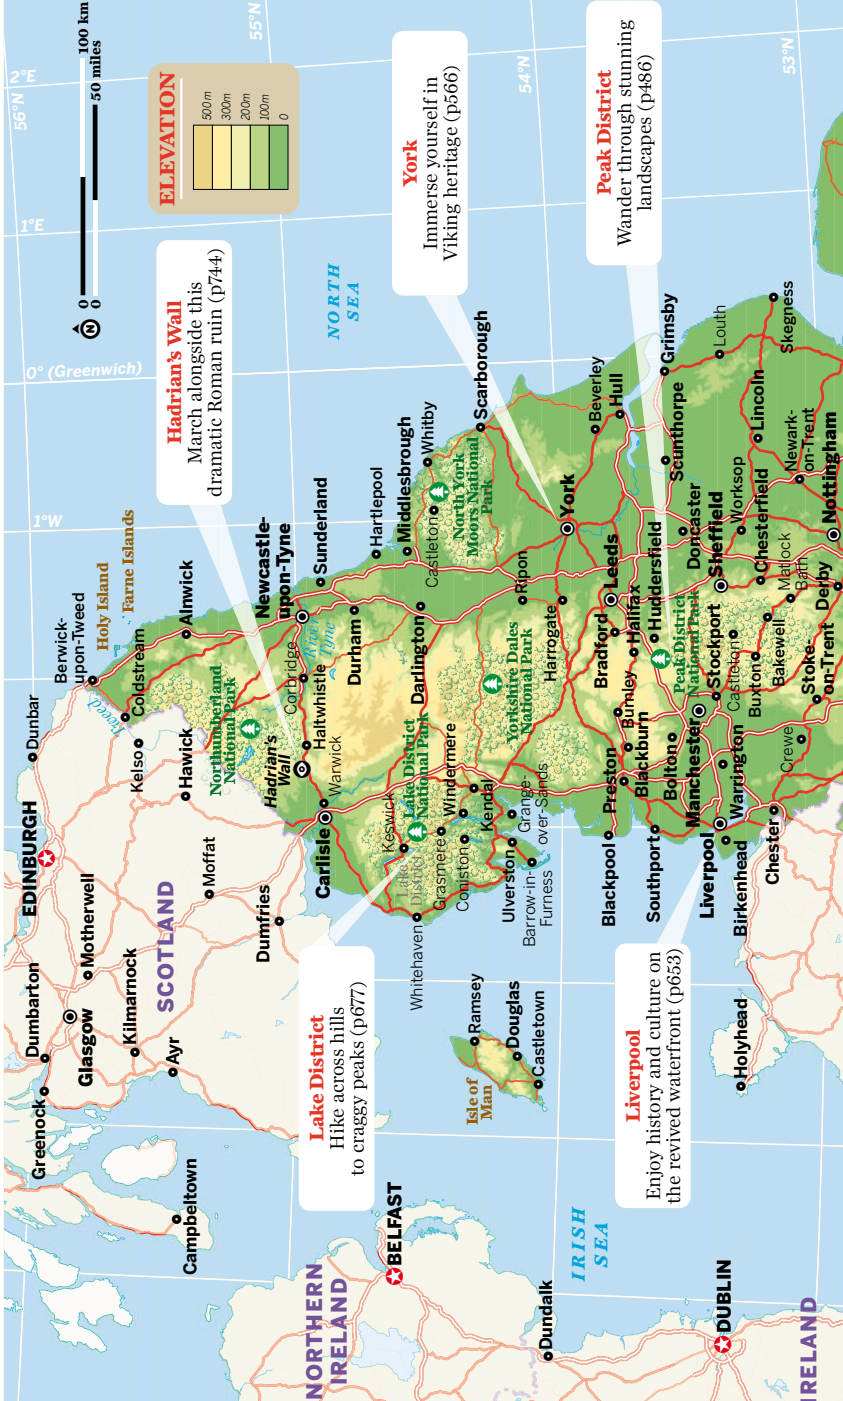 56°N
2°E
55°N
54°N
53°N
1°E
0° (Greenwich)
1°W
N
0
100 km
0
50 miles
ELEVATION
500m
300m
200m
100m
0
Hadrian's Wall
March alongside this
dramatic Roman ruin (p744)
York
Immerse yourself in
Viking heritage (p566)
Peak District
Wander through stunning
landscapes (p486)
Lake District
Hike across hills
to craggy peaks (p677)
Liverpool
Enjoy history and culture on
the revived waterfront (p653)
NORTH
SEA
IRISH
SEA
SCOTLAND
NORTHERN
IRELAND
IRELAND
EDINBURGH
Dunbar
Berwick-
upon-Tweed
Holy Island
Farne Islands
Tweed
Coldstream
Kelso
Hawick
Alnwick
Dumbarton
Greenock
Glasgow
Motherwell
Kilmarnock
Ayr
Moffat
Dumfries
Campbeltown
Northumberland
National Park
Hadrian's
Wall
Haltwhistle
Corbridge
Newcastle-
upon-Tyne
River
Tyne
Sunderland
Warwick
Carlisle
Durham
Hartlepool
Middlesbrough
Darlington
Whitby
Castleton
North York
Moors National
Park
Scarborough
Keswick
Lake District
National Park
Lake
District
Grasmere
Windermere
Coniston
Kendal
Whitehaven
Ulverston
Grange-
over-Sands
Barrow-in-
Furness
Yorkshire Dales
National Park
Ripon
Harrogate
York
Beverley
Hull
Leeds
Bradford
Halifax
Huddersfield
Burnley
Blackburn
Preston
Blackpool
Southport
Bolton
Manchester
Stockport
Warrington
Liverpool
Birkenhead
Chester
Crewe
Peak District
National Park
Castleton
Buxton
Bakewell
Matlock
Bath
Stoke-
on-Trent
Derby
Nottingham
Sheffield
Doncaster
Worksop
Chesterfield
Scunthorpe
Grimsby
Louth
Lincoln
Newark-
on-Trent
Skegness
Isle of
Man
Ramsey
Douglas
Castletown
Holyhead
BELFAST
Dundalk
DUBLIN